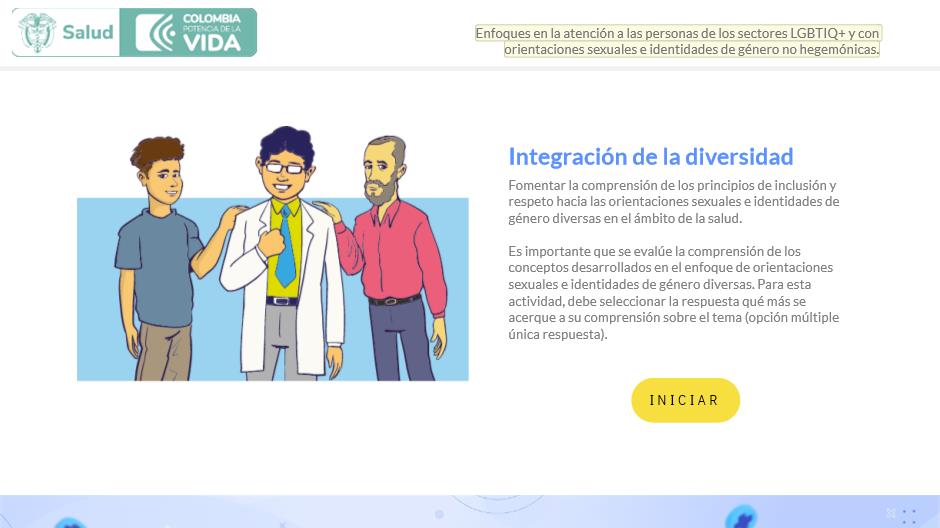 Salud
COLOMBIA
POTENCIA DE LA
VIDA
Enfoques en la atención a las personas de los sectores LGBTIQ+ y con
orientaciones sexuales e identidades de género no hegemónicas.
Integración de la diversidad
Fomentar la comprensión de los principios de inclusión y
respeto hacia las orientaciones sexuales e identidades de
género diversas en el ámbito de la salud.
Es importante que se evalúe la comprensión de los
conceptos desarrollados en el enfoque de orientaciones
sexuales e identidades de género diversas. Para esta
actividad, debe seleccionar la respuesta qué más se
acerque a su comprensión sobre el tema (opción múltiple
única respuesta).
INICIAR